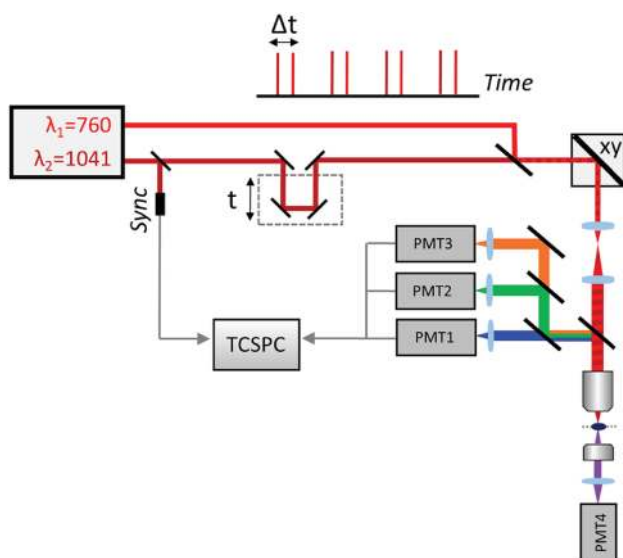 Δt
Time
λ1=760
λ2=1041
xy
Sync
t
PMT3
PMT2
PMT1
TCSPC
PMT4